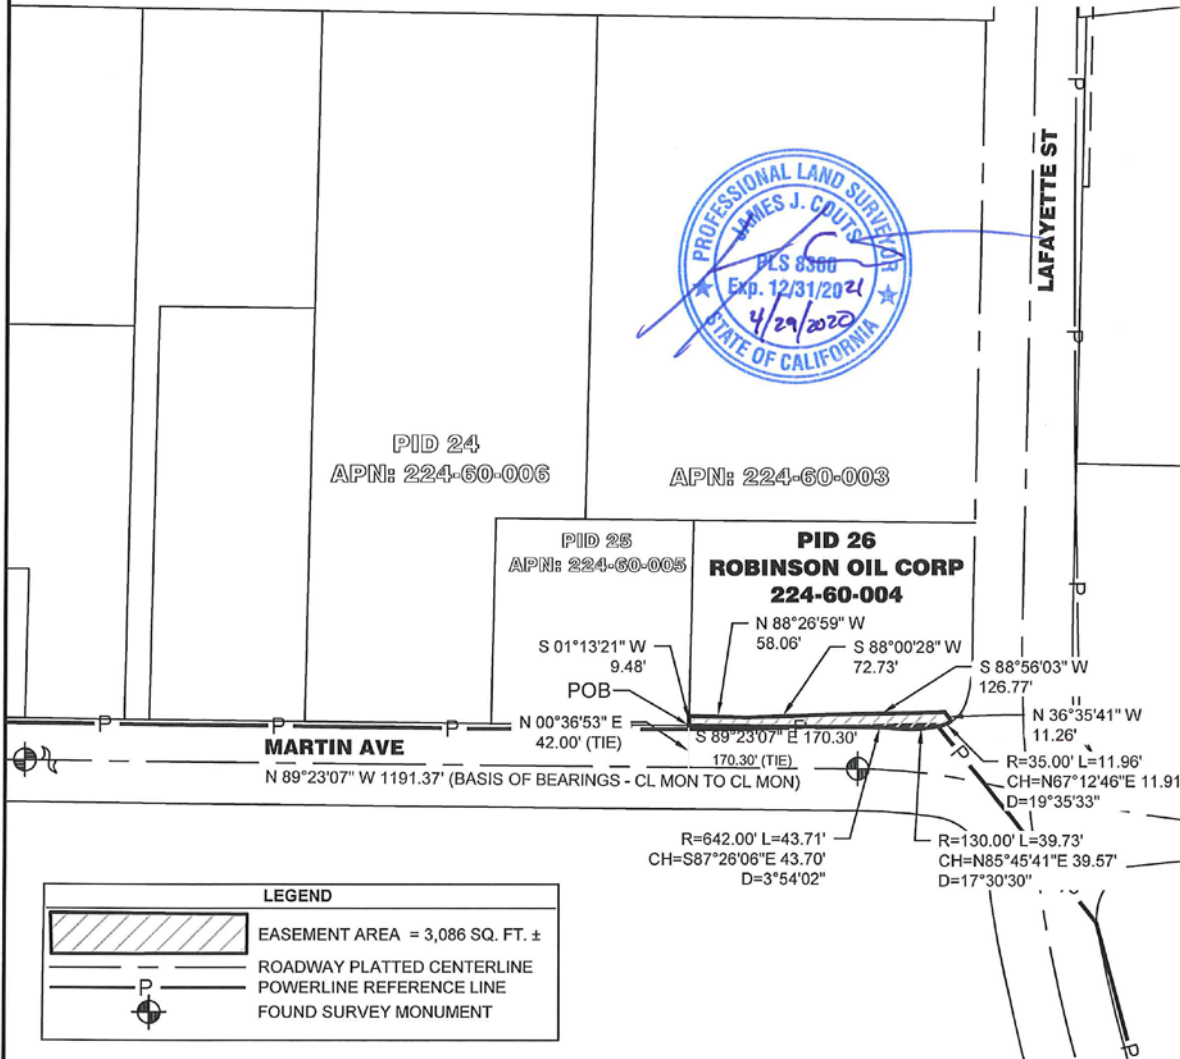 LAFAYETTE ST
PROFESSIONAL LAND SURVEYOR
JAMES J. COUTS
PLS 8360
Exp. 12/31/2021
4/29/2020
STATE OF CALIFORNIA
PID 24
APN: 224-60-006
APN: 224-60-003
PID 25
APN: 224-60-005
PID 26
ROBINSON OIL CORP
224-60-004
N 88°26'59" W
58.06'
S 01°13'21" W
9.48'
S 88°00'28" W
72.73'
S 88°56'03" W
126.77'
POB
N 00°36'53" E
42.00' (TIE)
S 89°23'07" E 170.30'
170.30' (TIE)
N 36°35'41" W
11.26'
P
P
P
P
P
P
P
P
P
MARTIN AVE
N 89°23'07" W 1191.37' (BASIS OF BEARINGS - CL MON TO CL MON)
R=35.00' L=11.96'
CH=N67°12'46"E 11.91
D=19°35'33"
R=642.00' L=43.71'
CH=S87°26'06"E 43.70'
D=3°54'02"
R=130.00' L=39.73'
CH=N85°45'41"E 39.57'
D=17°30'30"
LEGEND
EASEMENT AREA = 3,086 SQ. FT. ±
ROADWAY PLATTED CENTERLINE
P
POWERLINE REFERENCE LINE
FOUND SURVEY MONUMENT